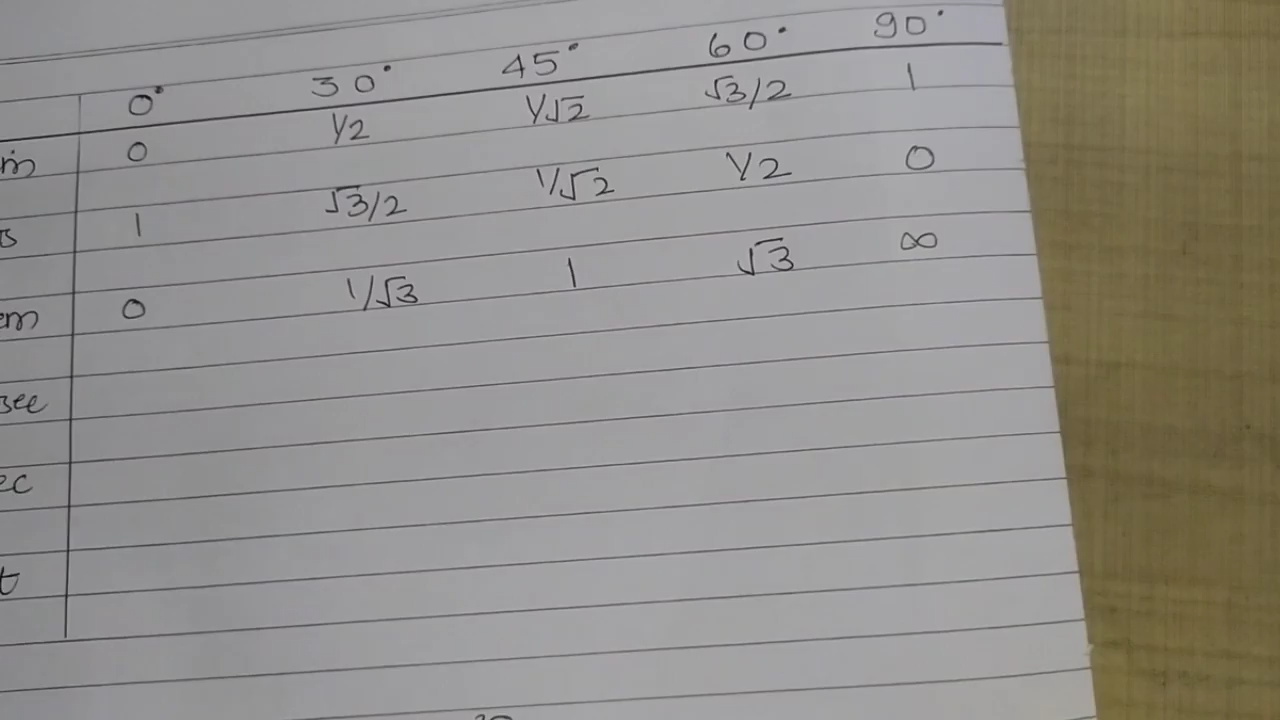 0° 30° 45° 60° 90°
0 1/2 1/√2 √3/2 1
1 √3/2 1/√2 1/2 0
0 1/√3 1 √3 ∞
ec
t